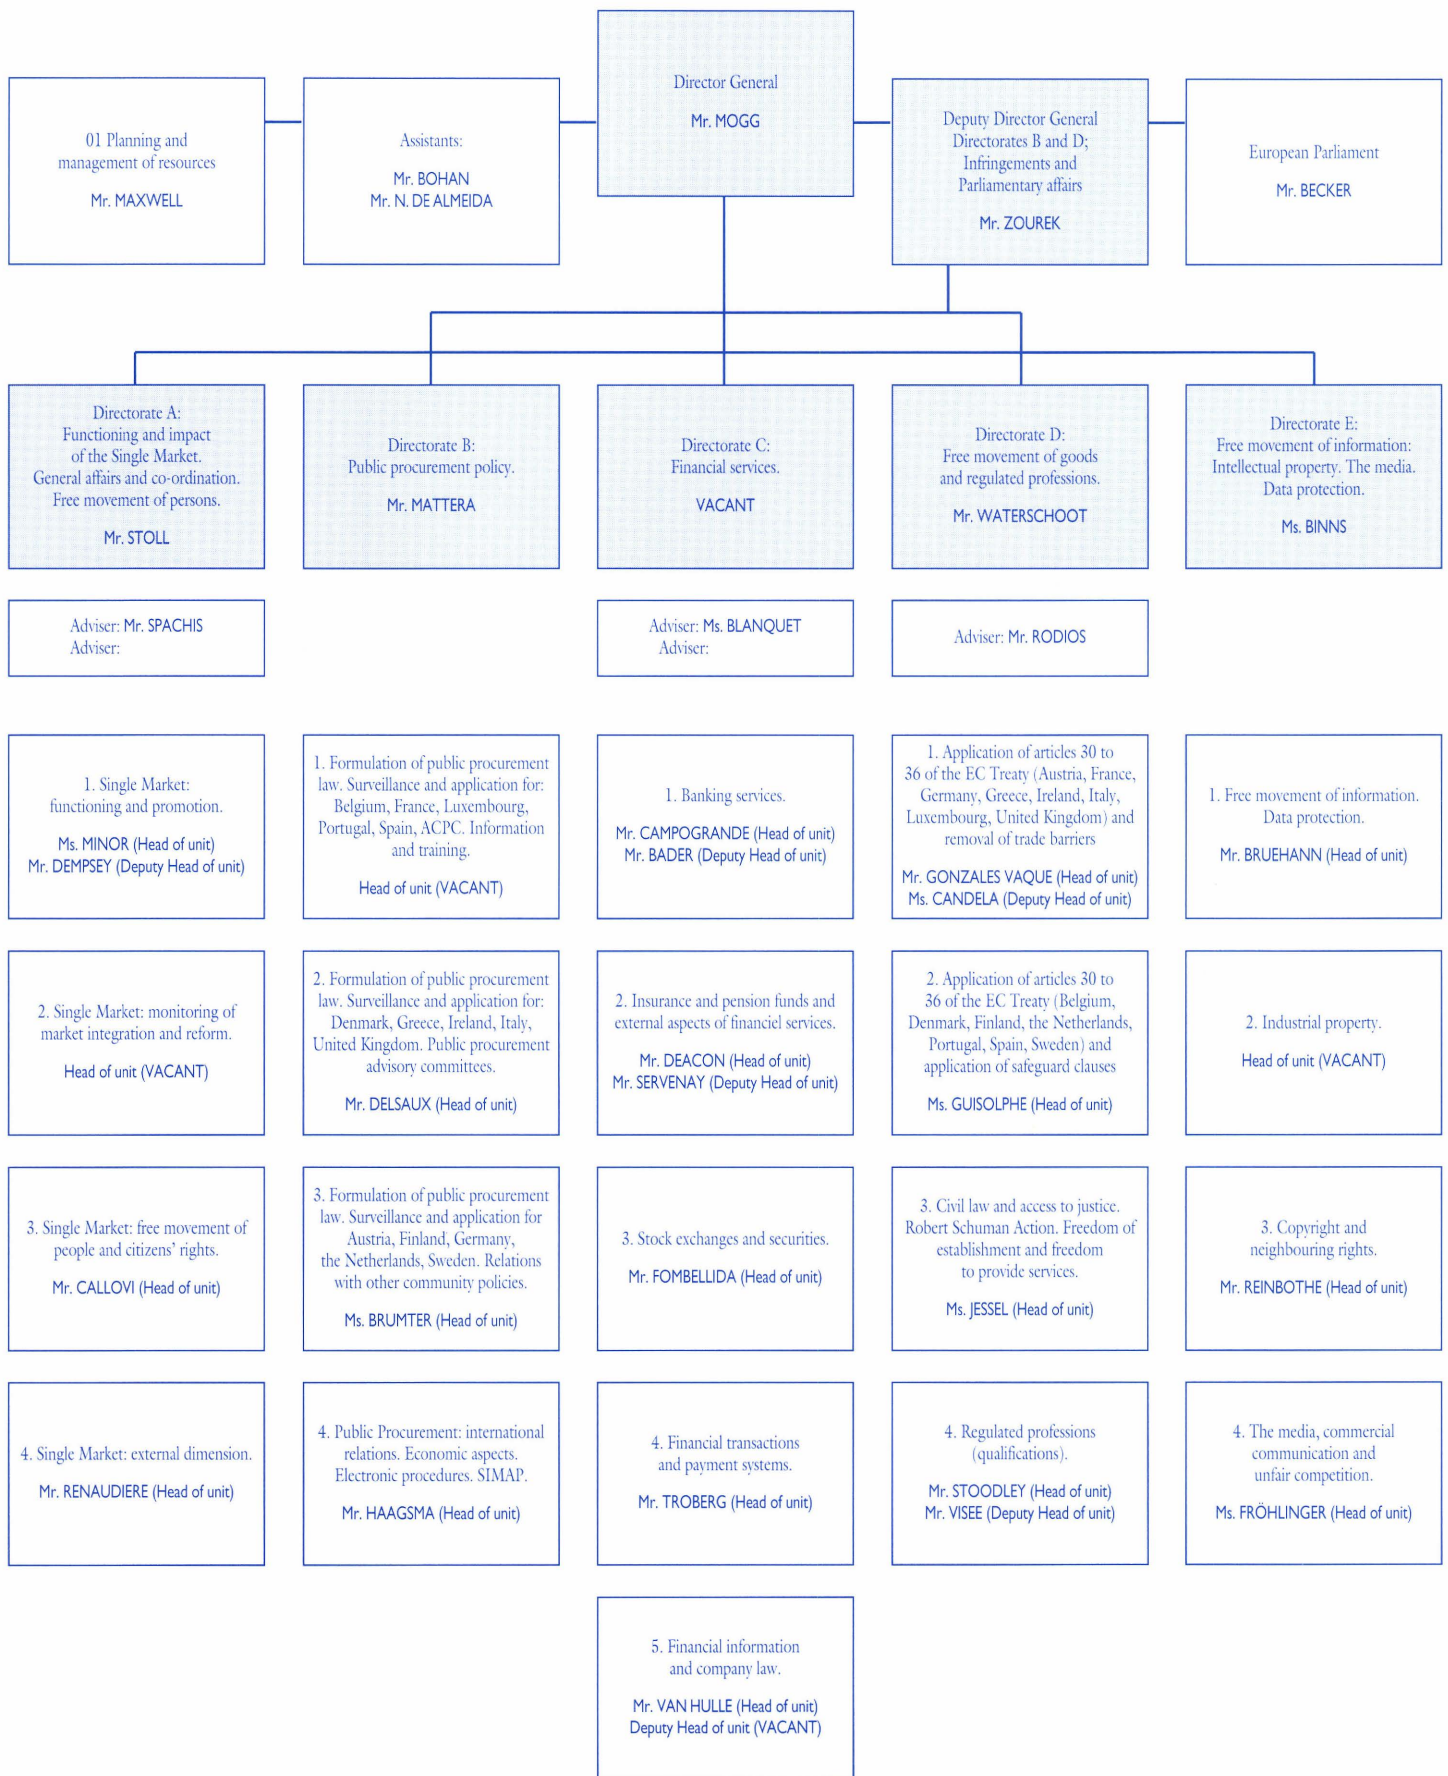 Director General
Mr. MOGG
01 Planning and
management of resources
Mr. MAXWELL
Assistants:
Mr. BOHAN
Mr. N. DE ALMEIDA
Deputy Director General
Directorates B and D;
Infringements and
Parliamentary affairs
Mr. ZOUREK
European Parliament
Mr. BECKER
Directorate A:
Functioning and impact
of the Single Market.
General affairs and co-ordination.
Free movement of persons.
Mr. STOLL
Directorate B:
Public procurement policy.
Mr. MATTERA
Directorate C:
Financial services.
VACANT
Directorate D:
Free movement of goods
and regulated professions.
Mr. WATERSCHOOT
Directorate E:
Free movement of information:
Intellectual property. The media.
Data protection.
Ms. BINNS
Adviser: Mr. SPACHIS
Adviser:
Adviser: Ms. BLANQUET
Adviser:
Adviser: Mr. RODIOS
1. Single Market:
functioning and promotion.
Ms. MINOR (Head of unit)
Mr. DEMPSEY (Deputy Head of unit)
1. Formulation of public procurement
law. Surveillance and application for:
Belgium, France, Luxembourg,
Portugal, Spain, ACPC. Information
and training.
Head of unit (VACANT)
1. Banking services.
Mr. CAMPOGRANDE (Head of unit)
Mr. BADER (Deputy Head of unit)
1. Application of articles 30 to
36 of the EC Treaty (Austria, France,
Germany, Greece, Ireland, Italy,
Luxembourg, United Kingdom) and
removal of trade barriers
Mr. GONZALES VAQUE (Head of unit)
Ms. CANDELA (Deputy Head of unit)
1. Free movement of information.
Data protection.
Mr. BRUEHANN (Head of unit)
2. Single Market: monitoring of
market integration and reform.
Head of unit (VACANT)
2. Formulation of public procurement
law. Surveillance and application for:
Denmark, Greece, Ireland, Italy,
United Kingdom. Public procurement
advisory committees.
Mr. DELSAUX (Head of unit)
2. Insurance and pension funds and
external aspects of financiel services.
Mr. DEACON (Head of unit)
Mr. SERVENAY (Deputy Head of unit)
2. Application of articles 30 to
36 of the EC Treaty (Belgium,
Denmark, Finland, the Netherlands,
Portugal, Spain, Sweden) and
application of safeguard clauses
Ms. GUISOLPHE (Head of unit)
2. Industrial property.
Head of unit (VACANT)
3. Single Market: free movement of
people and citizens' rights.
Mr. CALLOVI (Head of unit)
3. Formulation of public procurement
law. Surveillance and application for
Austria, Finland, Germany,
the Netherlands, Sweden. Relations
with other community policies.
Ms. BRUMTER (Head of unit)
3. Stock exchanges and securities.
Mr. FOMBELLIDA (Head of unit)
3. Civil law and access to justice.
Robert Schuman Action. Freedom of
establishment and freedom
to provide services.
Ms. JESSEL (Head of unit)
3. Copyright and
neighbouring rights.
Mr. REINBOTHE (Head of unit)
4. Single Market: external dimension.
Mr. RENAUDIERE (Head of unit)
4. Public Procurement: international
relations. Economic aspects.
Electronic procedures. SIMAP.
Mr. HAAGSMA (Head of unit)
4. Financial transactions
and payment systems.
Mr. TROBERG (Head of unit)
4. Regulated professions
(qualifications).
Mr. STOODLEY (Head of unit)
Mr. VISEE (Deputy Head of unit)
4. The media, commercial
communication and
unfair competition.
Ms. FRÖHLINGER (Head of unit)
5. Financial information
and company law.
Mr. VAN HULLE (Head of unit)
Deputy Head of unit (VACANT)